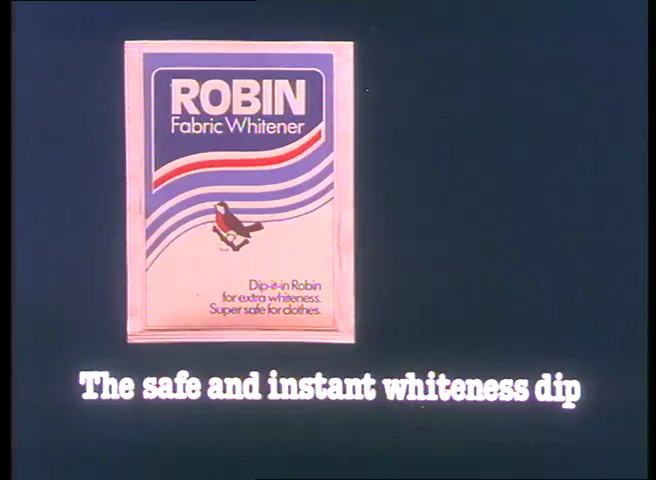 ROBIN
Fabric Whitener
Dip-it-in Robin
for extra whiteness.
Super safe for clothes.
The safe and instant whiteness dip